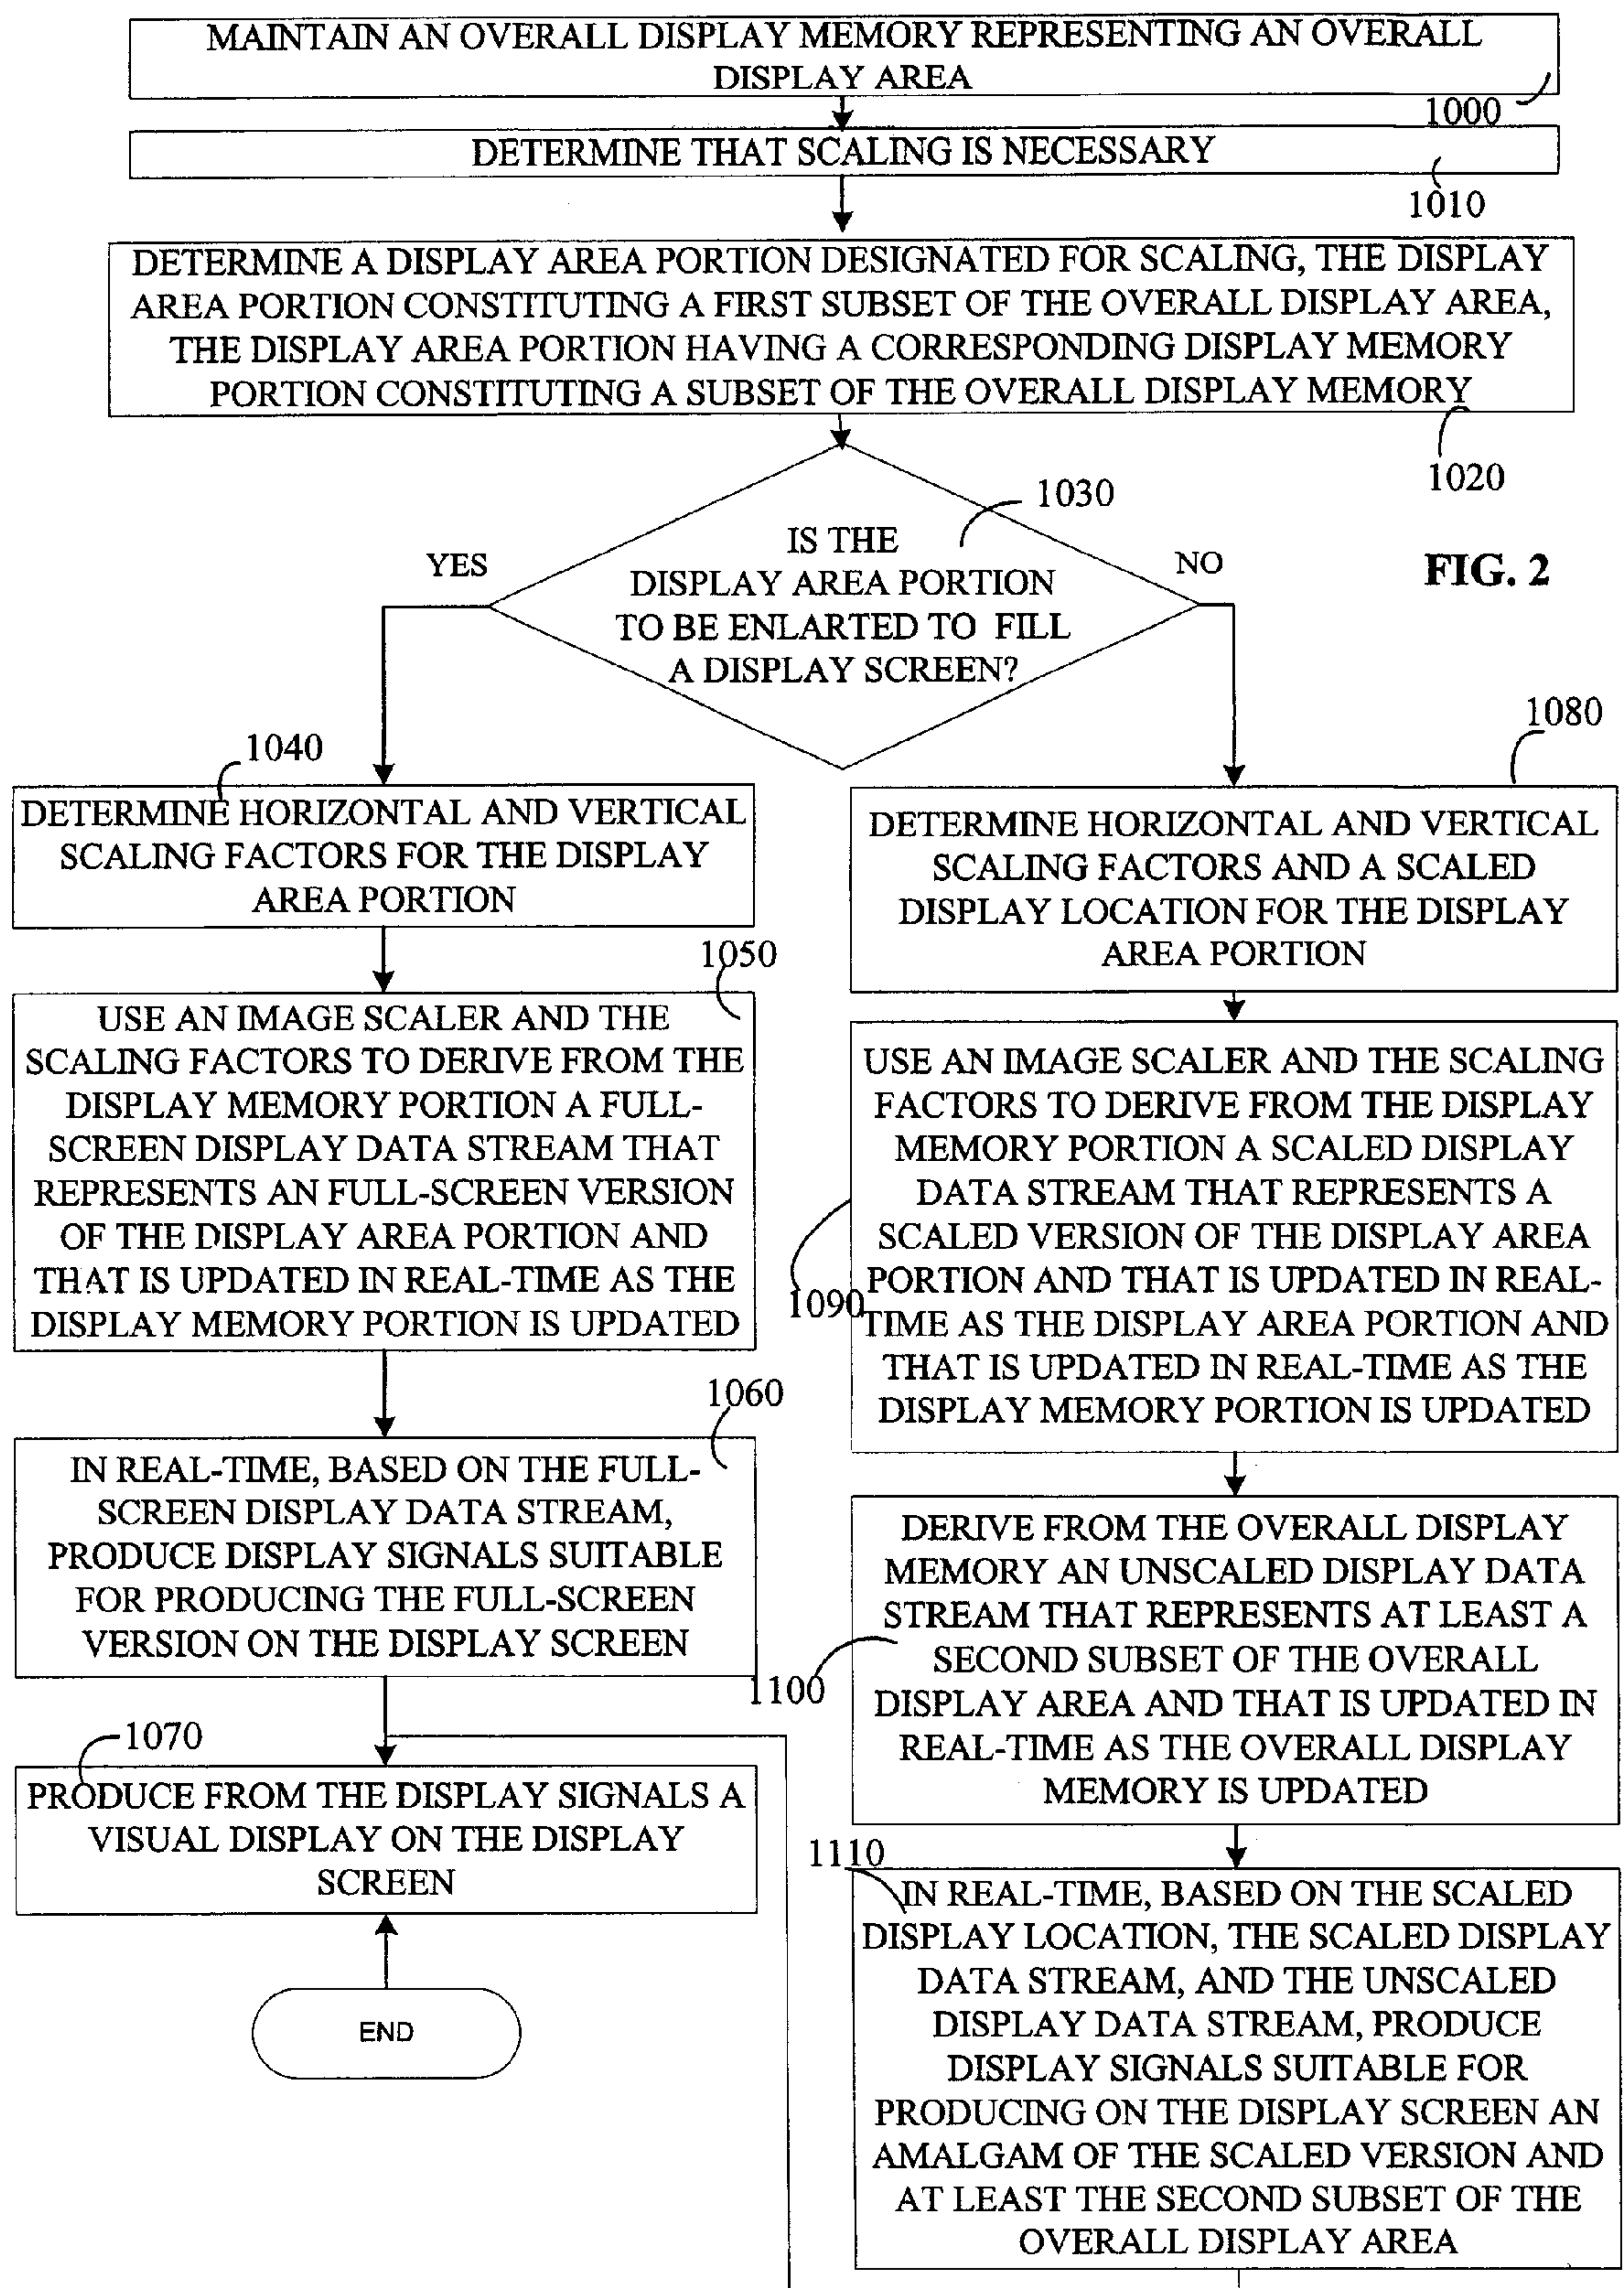 MAINTAIN AN OVERALL DISPLAY MEMORY REPRESENTING AN OVERALL
DISPLAY AREA
1000
DETERMINE THAT SCALING IS NECESSARY
1010
DETERMINE A DISPLAY AREA PORTION DESIGNATED FOR SCALING, THE DISPLAY
AREA PORTION CONSTITUTING A FIRST SUBSET OF THE OVERALL DISPLAY AREA,
THE DISPLAY AREA PORTION HAVING A CORRESPONDING DISPLAY MEMORY
PORTION CONSTITUTING A SUBSET OF THE OVERALL DISPLAY MEMORY
1020
1030
IS THE
DISPLAY AREA PORTION
TO BE ENLARTED TO FILL
A DISPLAY SCREEN?
YES
NO
FIG. 2
1040
DETERMINE HORIZONTAL AND VERTICAL
SCALING FACTORS FOR THE DISPLAY
AREA PORTION
1050
USE AN IMAGE SCALER AND THE
SCALING FACTORS TO DERIVE FROM THE
DISPLAY MEMORY PORTION A FULL-
SCREEN DISPLAY DATA STREAM THAT
REPRESENTS AN FULL-SCREEN VERSION
OF THE DISPLAY AREA PORTION AND
THAT IS UPDATED IN REAL-TIME AS THE
DISPLAY MEMORY PORTION IS UPDATED
1060
IN REAL-TIME, BASED ON THE FULL-
SCREEN DISPLAY DATA STREAM,
PRODUCE DISPLAY SIGNALS SUITABLE
FOR PRODUCING THE FULL-SCREEN
VERSION ON THE DISPLAY SCREEN
1070
PRODUCE FROM THE DISPLAY SIGNALS A
VISUAL DISPLAY ON THE DISPLAY
SCREEN
END
1080
DETERMINE HORIZONTAL AND VERTICAL
SCALING FACTORS AND A SCALED
DISPLAY LOCATION FOR THE DISPLAY
AREA PORTION
1090
USE AN IMAGE SCALER AND THE SCALING
FACTORS TO DERIVE FROM THE DISPLAY
MEMORY PORTION A SCALED DISPLAY
DATA STREAM THAT REPRESENTS A
SCALED VERSION OF THE DISPLAY AREA
PORTION AND THAT IS UPDATED IN REAL-
TIME AS THE DISPLAY AREA PORTION AND
THAT IS UPDATED IN REAL-TIME AS THE
DISPLAY MEMORY PORTION IS UPDATED
1100
DERIVE FROM THE OVERALL DISPLAY
MEMORY AN UNSCALED DISPLAY DATA
STREAM THAT REPRESENTS AT LEAST A
SECOND SUBSET OF THE OVERALL
DISPLAY AREA AND THAT IS UPDATED IN
REAL-TIME AS THE OVERALL DISPLAY
MEMORY IS UPDATED
1110
IN REAL-TIME, BASED ON THE SCALED
DISPLAY LOCATION, THE SCALED DISPLAY
DATA STREAM, AND THE UNSCALED
DISPLAY DATA STREAM, PRODUCE
DISPLAY SIGNALS SUITABLE FOR
PRODUCING ON THE DISPLAY SCREEN AN
AMALGAM OF THE SCALED VERSION AND
AT LEAST THE SECOND SUBSET OF THE
OVERALL DISPLAY AREA